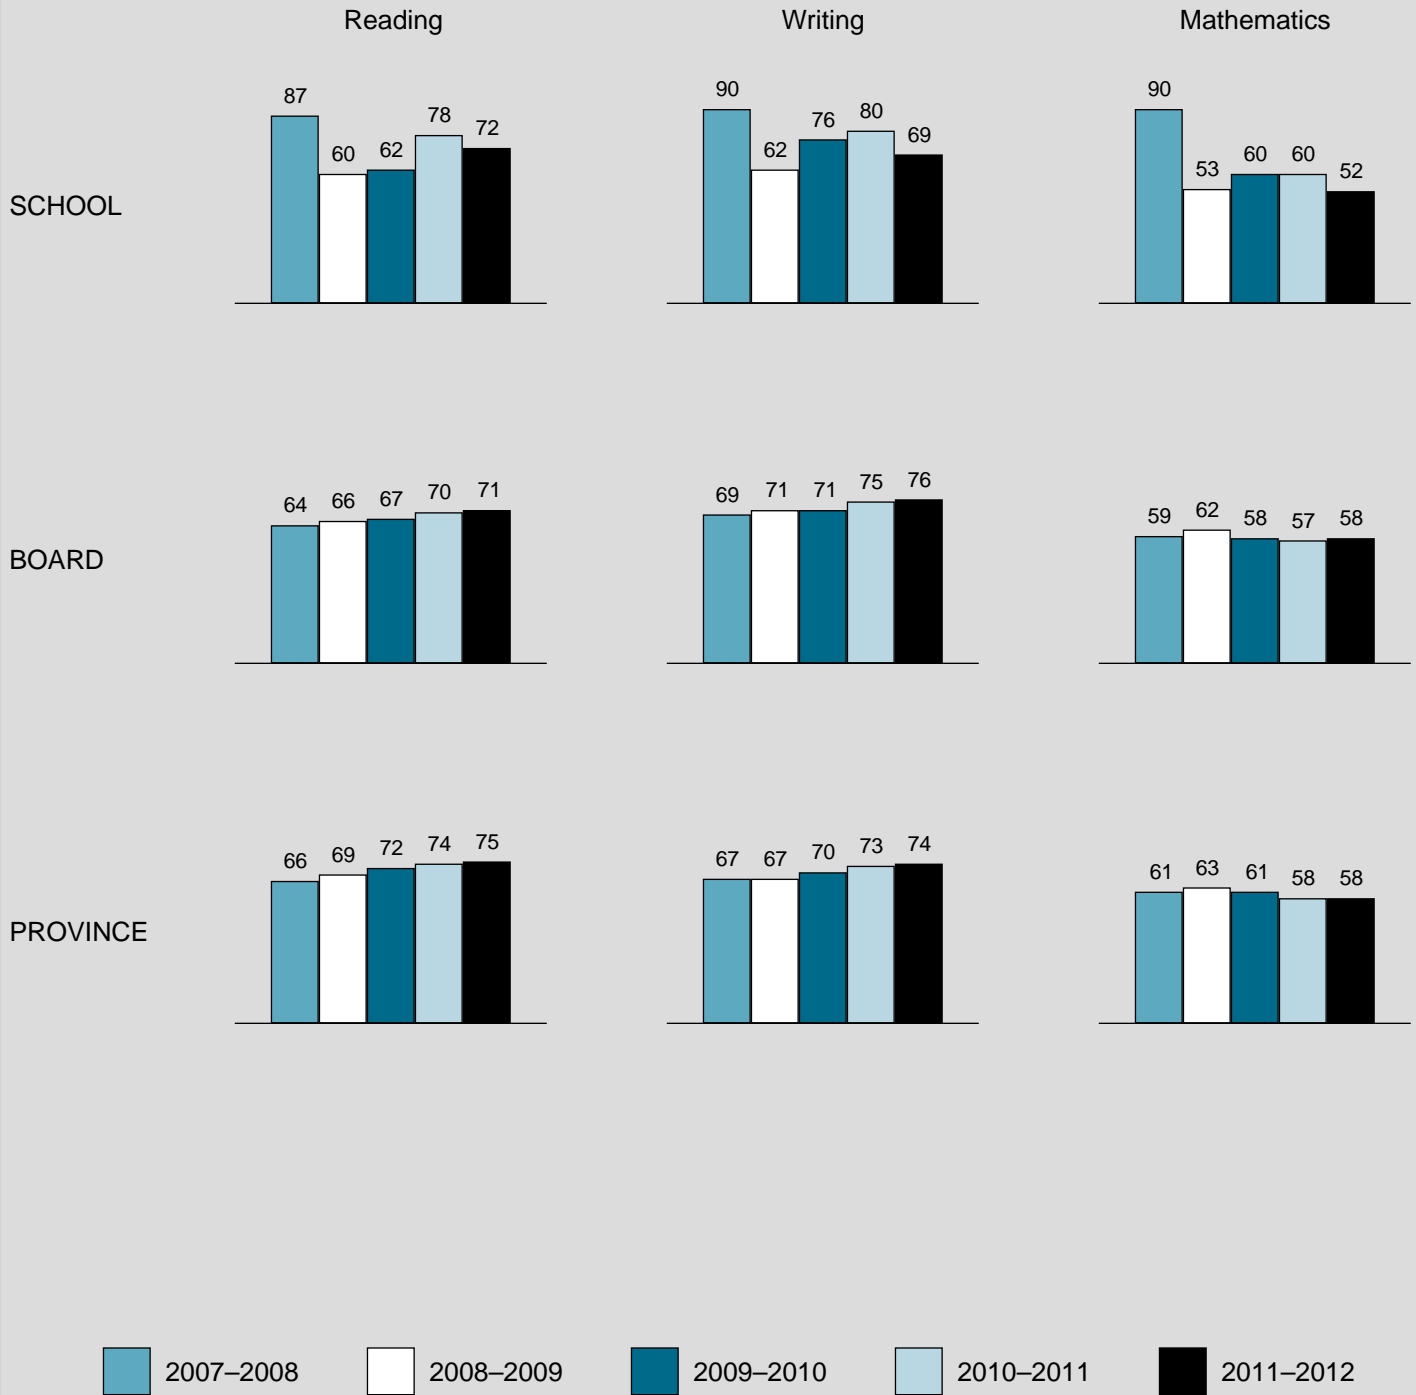 Reading Writing Mathematics
87 60 62 78 72 90 62 76 80 69 90 53 60 60 52
SCHOOL
64 66 67 70 71 69 71 71 75 76 59 62 58 57 58
BOARD
66 69 72 74 75 67 67 70 73 74 61 63 61 58 58
PROVINCE
2007–2008 2008–2009 2009–2010 2010–2011 2011–2012